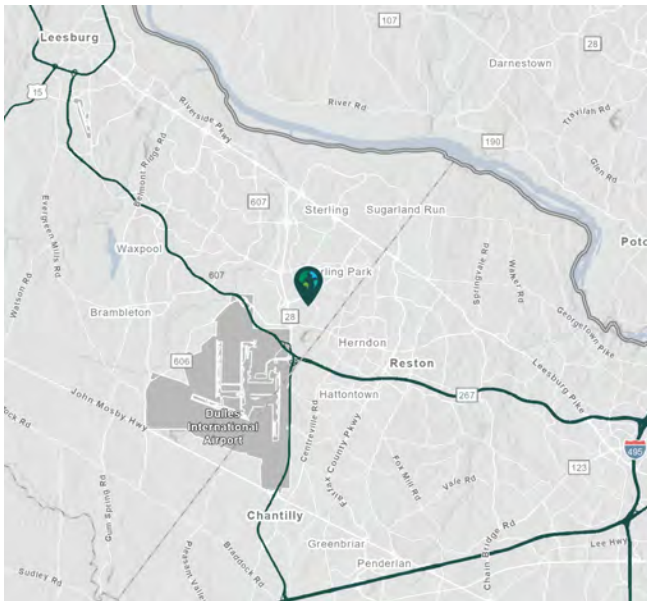 107
Leesburg
28
Darnestown
15
River Rd
Travilah Rd
Riverside Pkwy
190
Glen Rd
Belmont Ridge Rd
607
Sterling
Sugarland Run
Evergreen Mills Rd
Waxpool
Poto
Watson Rd
607
rling Park
Springvale Rd
Walker Rd
Brambleton
28
Georgetown Pike
606
Herndon
Reston
Leesburg Pike
John Mosby Hwy
Hattontown
267
ock Rd
Dulles
International
Airport
Centreville Rd
Fairfax County Pkwy
495
Fox Mill Rd
Vale Rd
123
Gum Spring Rd
Chantilly
Chain Bridge Rd
Greenbriar
Lee Hwy
Sudley Rd
Pleasant Valley
Braddock Rd
Penderlan